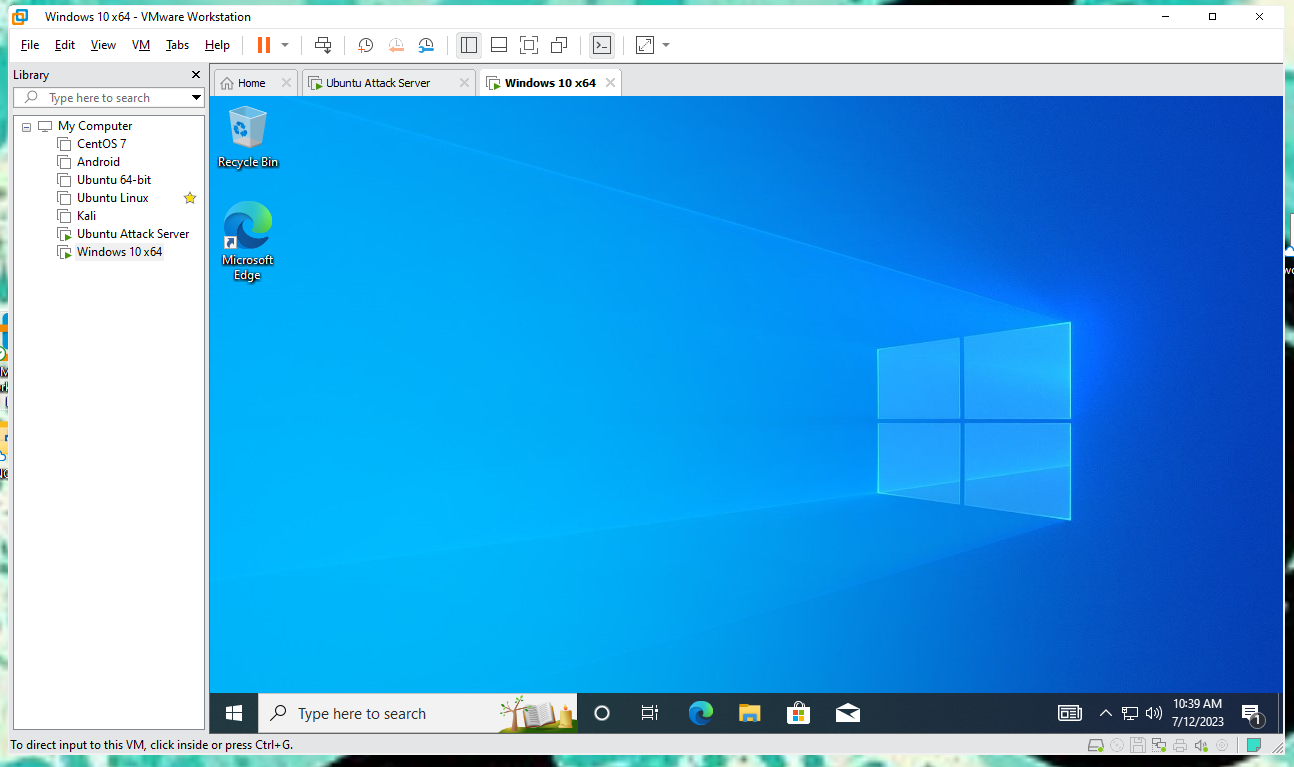 Windows 10 x64 - VMware Workstation
File Edit View VM Tabs Help
Library
Type here to search
My Computer
CentOS 7
Android
Ubuntu 64-bit
Ubuntu Linux
Kali
Ubuntu Attack Server
Windows 10 x64
Home
Ubuntu Attack Server
Windows 10 x64
Recycle Bin
Microsoft
Edge
Type here to search
10:39 AM
7/12/2023
1
To direct input to this VM, click inside or press Ctrl+G.